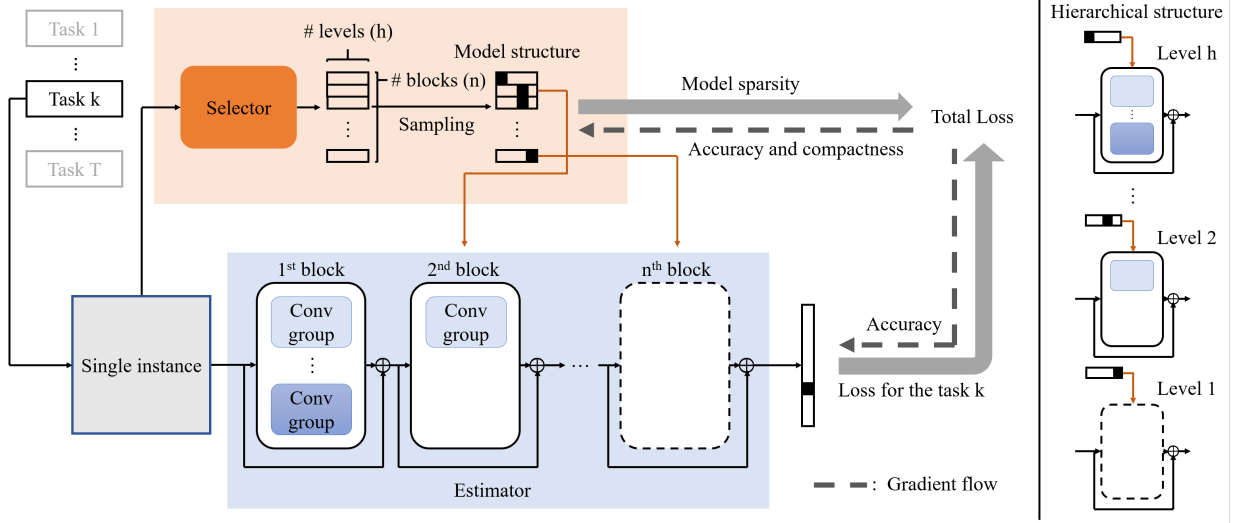 Task 1
⋮
Task k
⋮
Task T
Selector
# levels (h)
# blocks (n)
⋮
Sampling
Model structure
⋮
Model sparsity
Accuracy and compactness
Total Loss
Single instance
1st block
Conv
group
⋮
Conv
group
2nd block
Conv
group
···
nth block
Estimator
Accuracy
Loss for the task k
: Gradient flow
Hierarchical structure
Level h
⋮
⋮
Level 2
Level 1